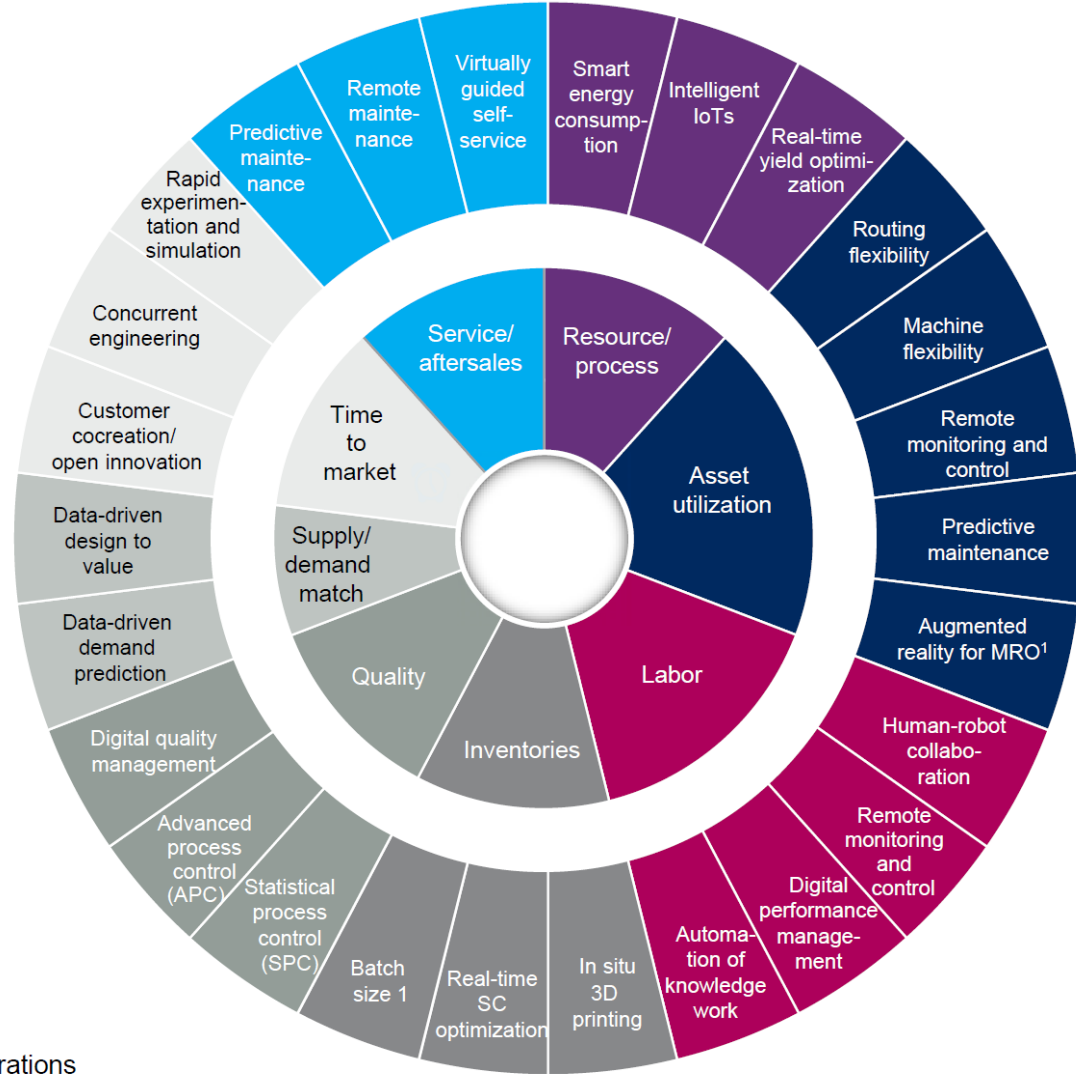 Smart
energy
consump-
tion
Intelligent
IoTs
Real-time
yield optimi-
zation
Routing
flexibility
Machine
flexibility
Remote
monitoring and
control
Predictive
maintenance
Augmented
reality for MRO¹
Human-robot
collabo-
ration
Remote
monitoring
and
control
Digital
performance
manage-
ment
Automa-
tion of
knowledge
work
In situ
3D
printing
Real-time
SC
optimization
Batch
size 1
Statistical
process
control
(SPC)
Advanced
process
control
(APC)
Digital quality
management
Data-driven
demand
prediction
Data-driven
design to
value
Customer
cocreation/
open innovation
Concurrent
engineering
Rapid
experimen-
tation and
simulation
Predictive
mainte-
nance
Remote
mainte-
nance
Virtually
guided
self-
service
Resource/
process
Asset
utilization
Labor
Inventories
Quality
Supply/
demand
match
Time
to
market
Service/
aftersales
rations